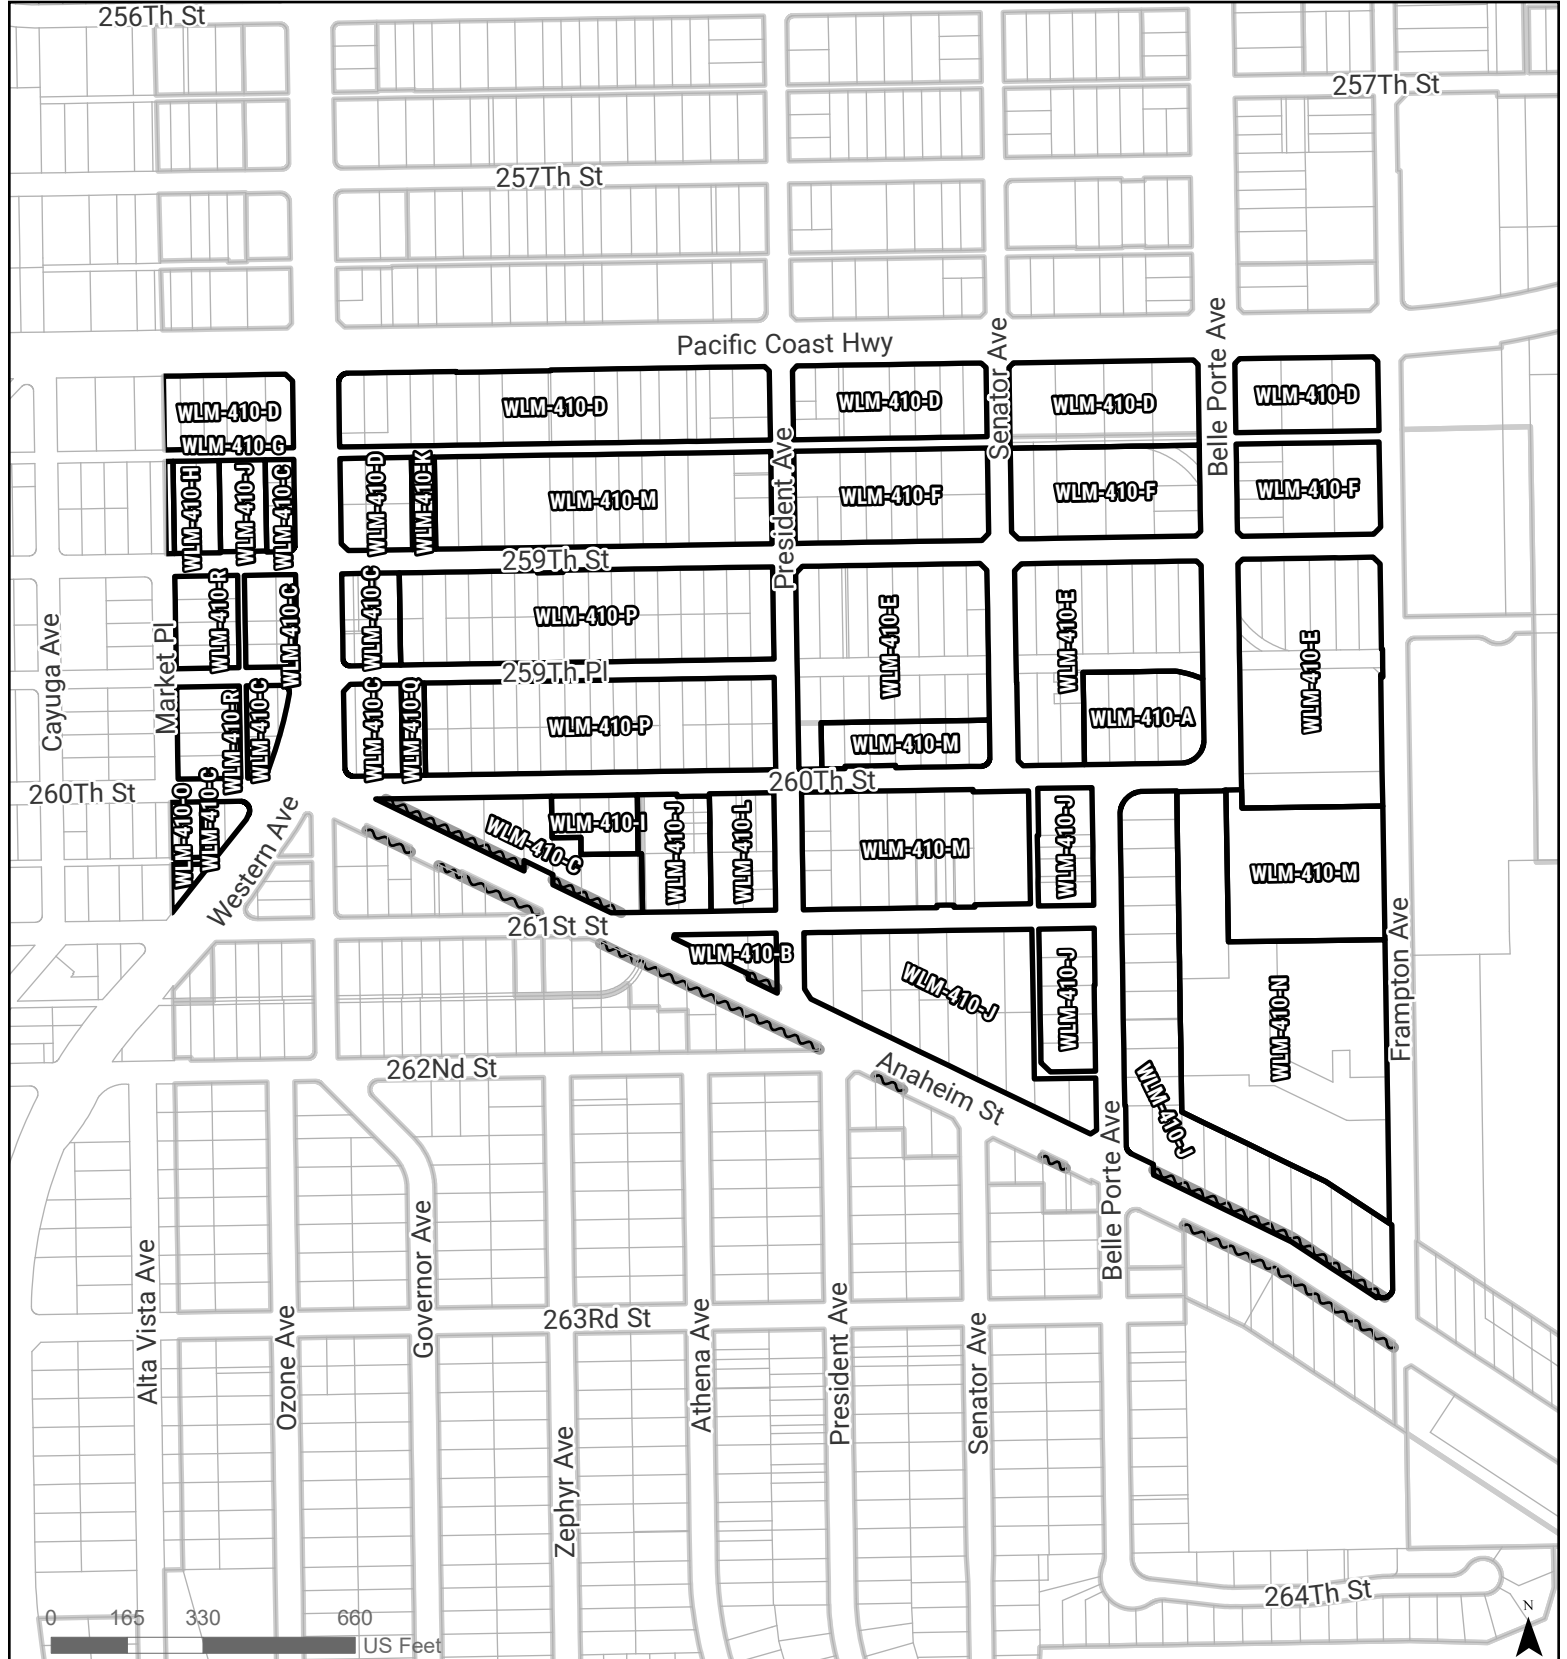 256Th St
257Th St
257Th St
Pacific Coast Hwy
Senator Ave
Belle Porte Ave
WLM-410-D
WLM-410-D
WLM-410-D
WLM-410-D
WLM-410-D
WLM-410-G
WLM-410-H
WLM-410-J
WLM-410-C
WLM-410-D
WLM-410-K
WLM-410-M
President Ave
WLM-410-F
WLM-410-F
WLM-410-F
259Th St
WLM-410-R
WLM-410-C
WLM-410-C
WLM-410-P
WLM-410-E
WLM-410-E
WLM-410-E
Cayuga Ave
Market Pl
259Th Pl
WLM-410-R
WLM-410-C
WLM-410-C
WLM-410-Q
WLM-410-P
WLM-410-M
WLM-410-A
260Th St
260Th St
WLM-410-O
WLM-410-C
Western Ave
WLM-410-C
WLM-410-I
WLM-410-J
WLM-410-L
WLM-410-M
WLM-410-J
WLM-410-M
261St St
WLM-410-B
WLM-410-J
WLM-410-J
WLM-410-N
Frampton Ave
262Nd St
Anaheim St
WLM-410-J
Belle Porte Ave
Alta Vista Ave
Ozone Ave
Governor Ave
263Rd St
Zephyr Ave
Athena Ave
President Ave
Senator Ave
264Th St
0 165 330 660
US Feet
N